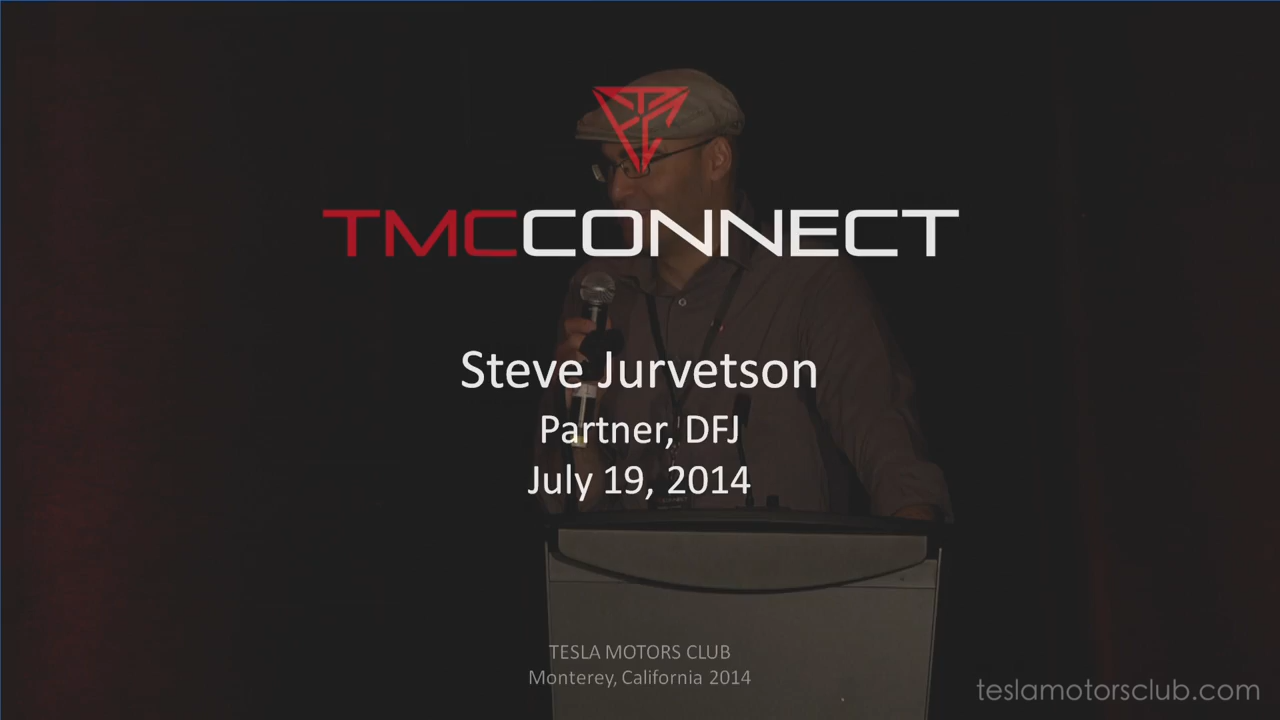 TMCCONNECT
Steve Jurvetson
Partner, DFJ
July 19, 2014
TESLA MOTORS CLUB
Monterey, California 2014
teslamotorsclub.com